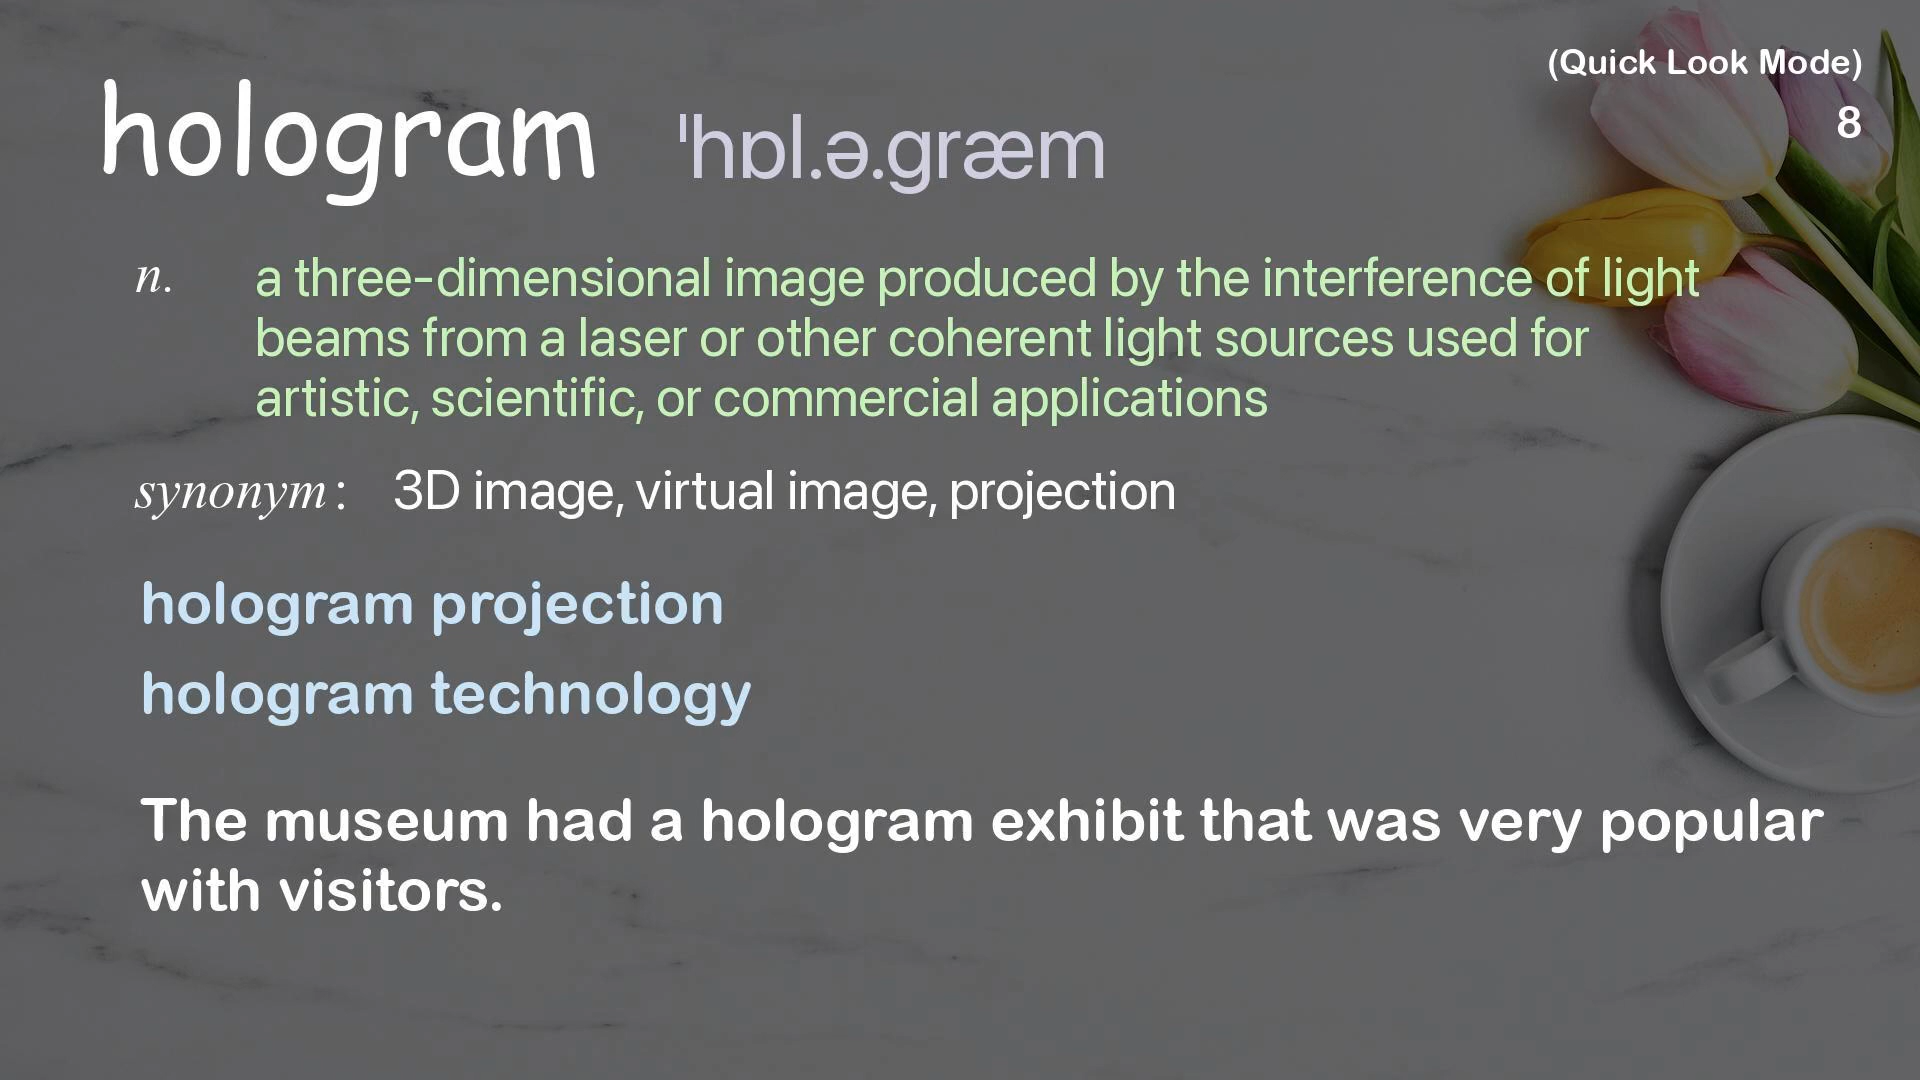 (Quick Look Mode)
8
hologram ˈhɒl.ə.græm
n. a three-dimensional image produced by the interference of light
beams from a laser or other coherent light sources used for
artistic, scientific, or commercial applications
synonym: 3D image, virtual image, projection
hologram projection
hologram technology
The museum had a hologram exhibit that was very popular
with visitors.